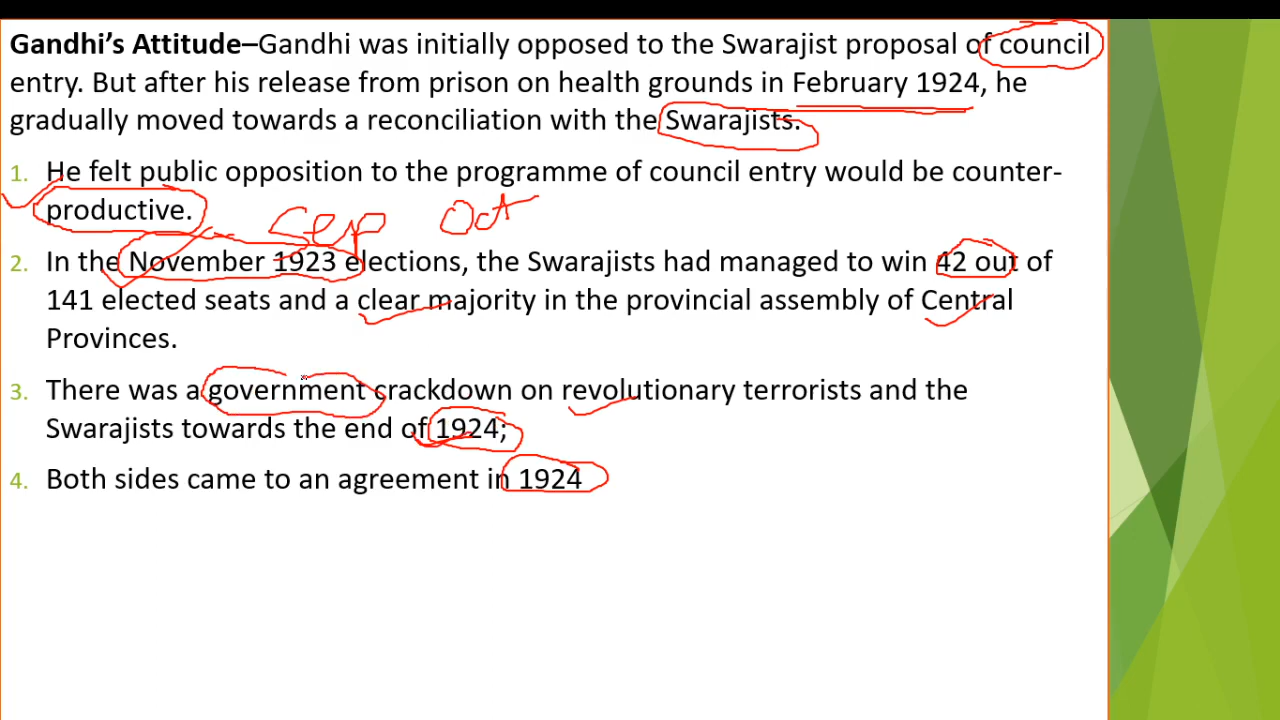 Gandhi's Attitude–Gandhi was initially opposed to the Swarajist proposal of council
entry. But after his release from prison on health grounds in February 1924, he
gradually moved towards a reconciliation with the Swarajists.
1. He felt public opposition to the programme of council entry would be counter-
productive.
Sep Oct
2. In the November 1923 elections, the Swarajists had managed to win 42 out of
141 elected seats and a clear majority in the provincial assembly of Central
Provinces.
3. There was a government crackdown on revolutionary terrorists and the
Swarajists towards the end of 1924;
4. Both sides came to an agreement in 1924